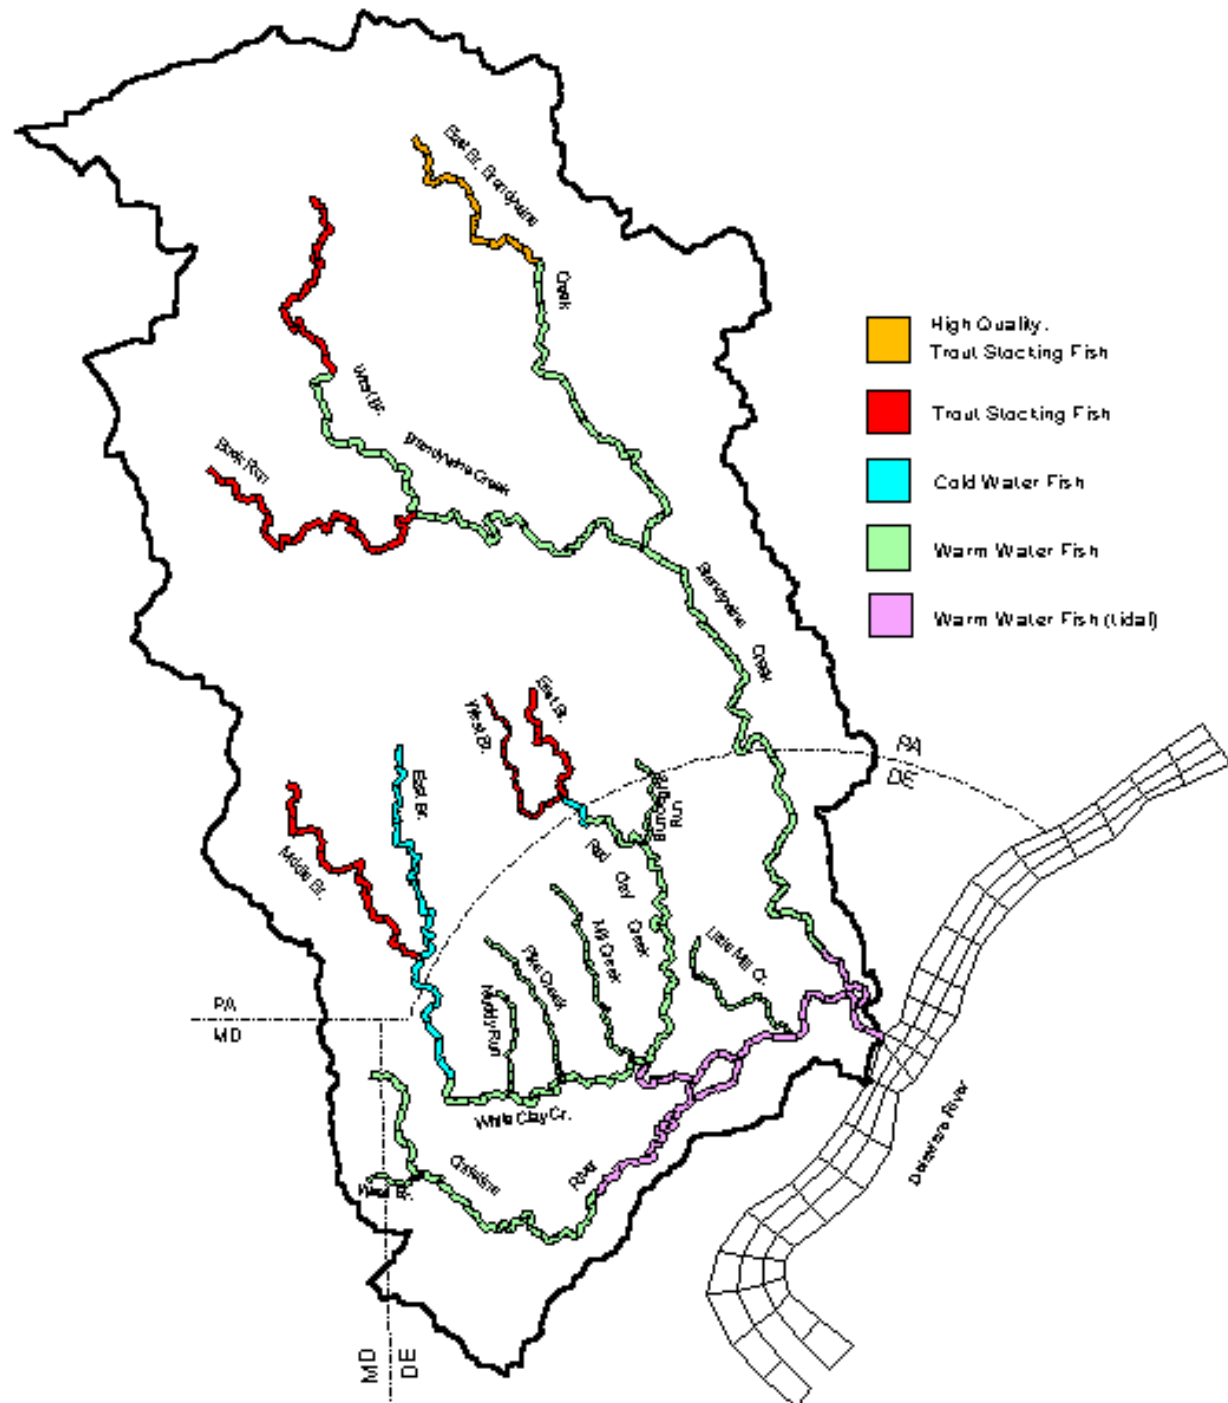 East Br. Brandywine
Creek
High Quality.
Trout Stocking Fish
Trout Stocking Fish
Cold Water Fish
Warm Water Fish
Warm Water Fish (tidal)
West Br.
Brandywine Creek
Buck Run
Brandywine
Creek
East Br.
West Br.
PA
DE
East Br.
Middle Br.
Run
Red
Clay
Creek
Mill Creek
Little Mill Cr.
Pike Creek
Muddy Run
PA
MD
White Clay Cr.
Christina
River
West Br.
Delaware River
MD
DE